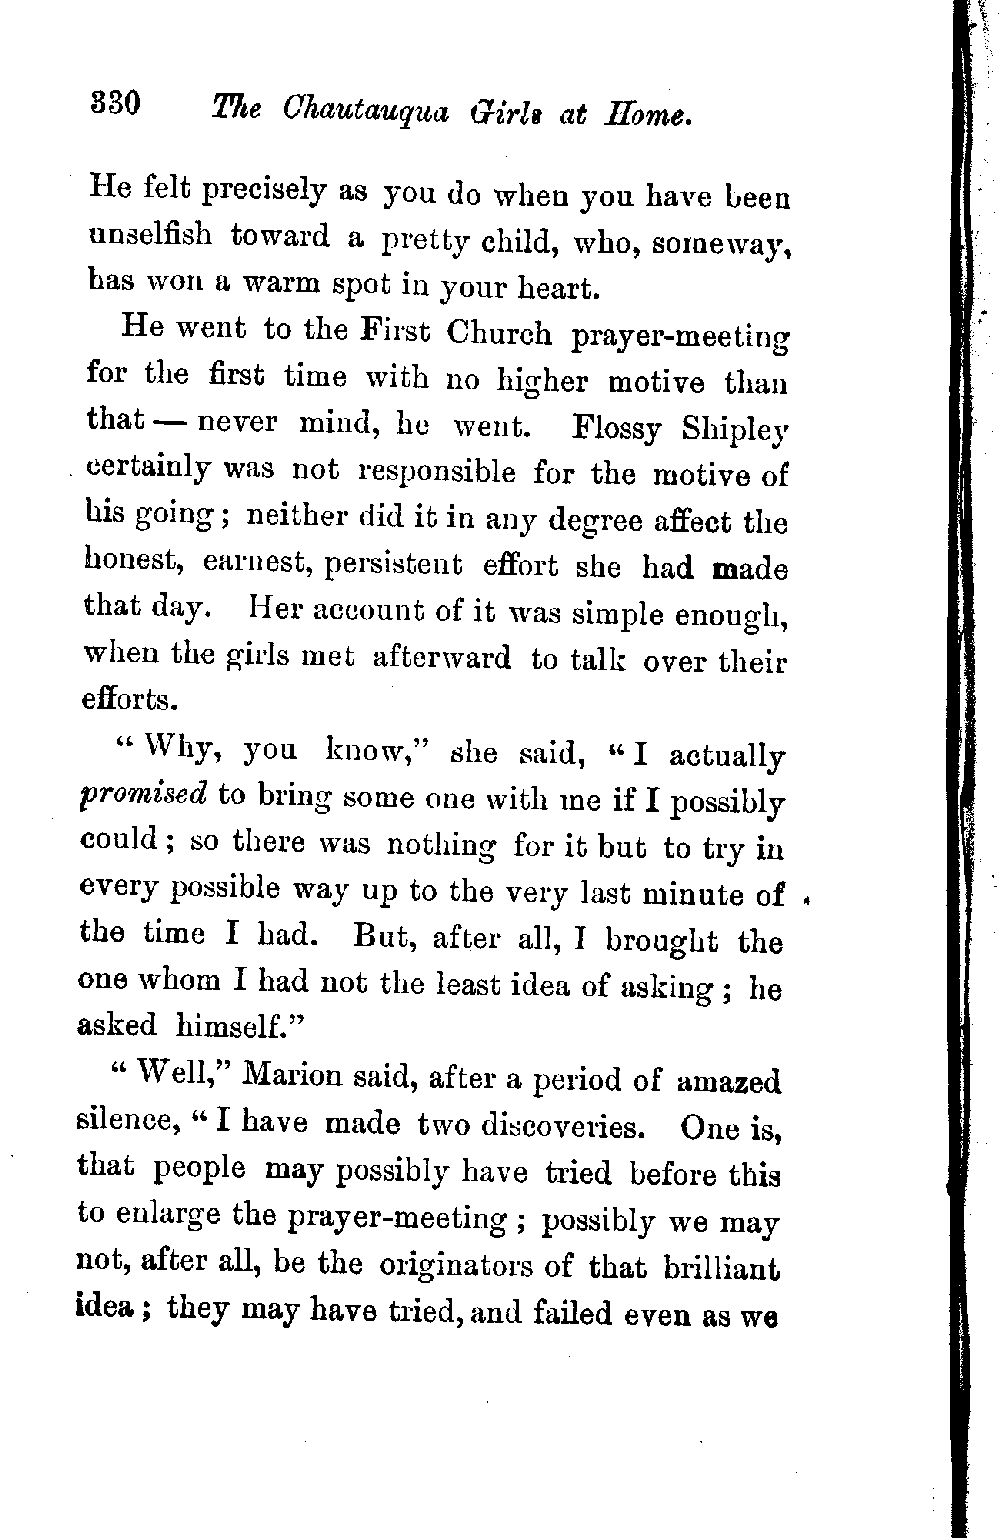 330 The Chautauqua Girls at Home.
He felt precisely as you do when you have been
unselfish toward a pretty child, who, someway,
has won a warm spot in your heart.
He went to the First Church prayer-meeting
for the first time with no higher motive than
that — never mind, he went. Flossy Shipley
certainly was not responsible for the motive of
his going; neither did it in any degree affect the
honest, earnest, persistent effort she had made
that day. Her account of it was simple enough,
when the girls met afterward to talk over their
efforts.
“Why, you know,” she said, “I actually
promised to bring some one with me if I possibly
could; so there was nothing for it but to try in
every possible way up to the very last minute of
the time I had. But, after all, I brought the
one whom I had not the least idea of asking; he
asked himself.”
“Well,” Marion said, after a period of amazed
silence, “I have made two discoveries. One is,
that people may possibly have tried before this
to enlarge the prayer-meeting; possibly we may
not, after all, be the originators of that brilliant
idea; they may have tried, and failed even as we